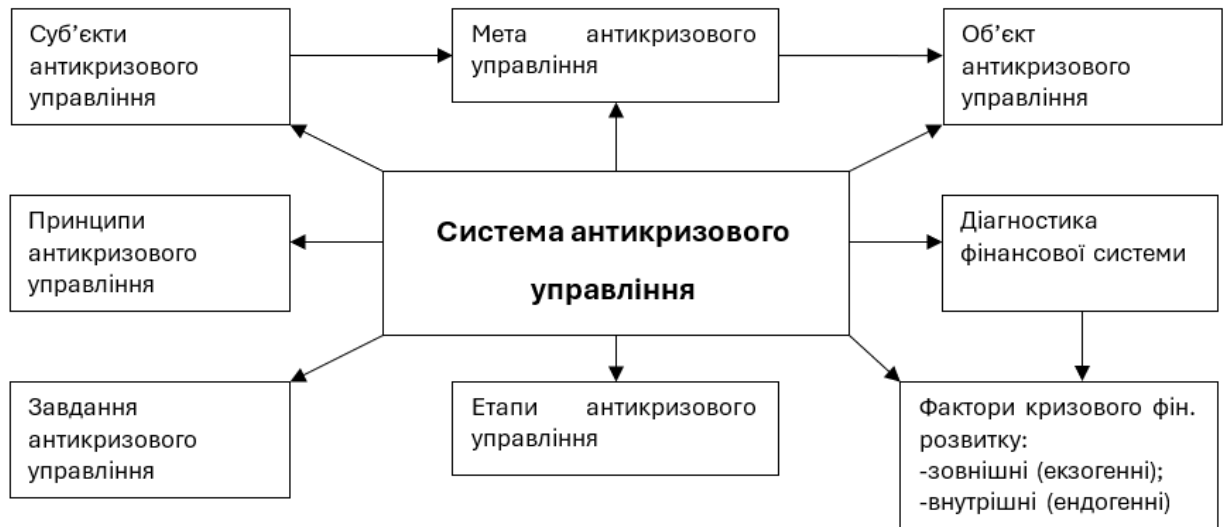 Суб’єкти
антикризового
управління
Мета антикризового
управління
Об’єкт
антикризового
управління
Принципи
антикризового
управління
Система антикризового
управління
Діагностика
фінансової системи
Завдання
антикризового
управління
Етапи антикризового
управління
Фактори кризового фін.
розвитку:
-зовнішні (екзогенні);
-внутрішні (ендогенні)